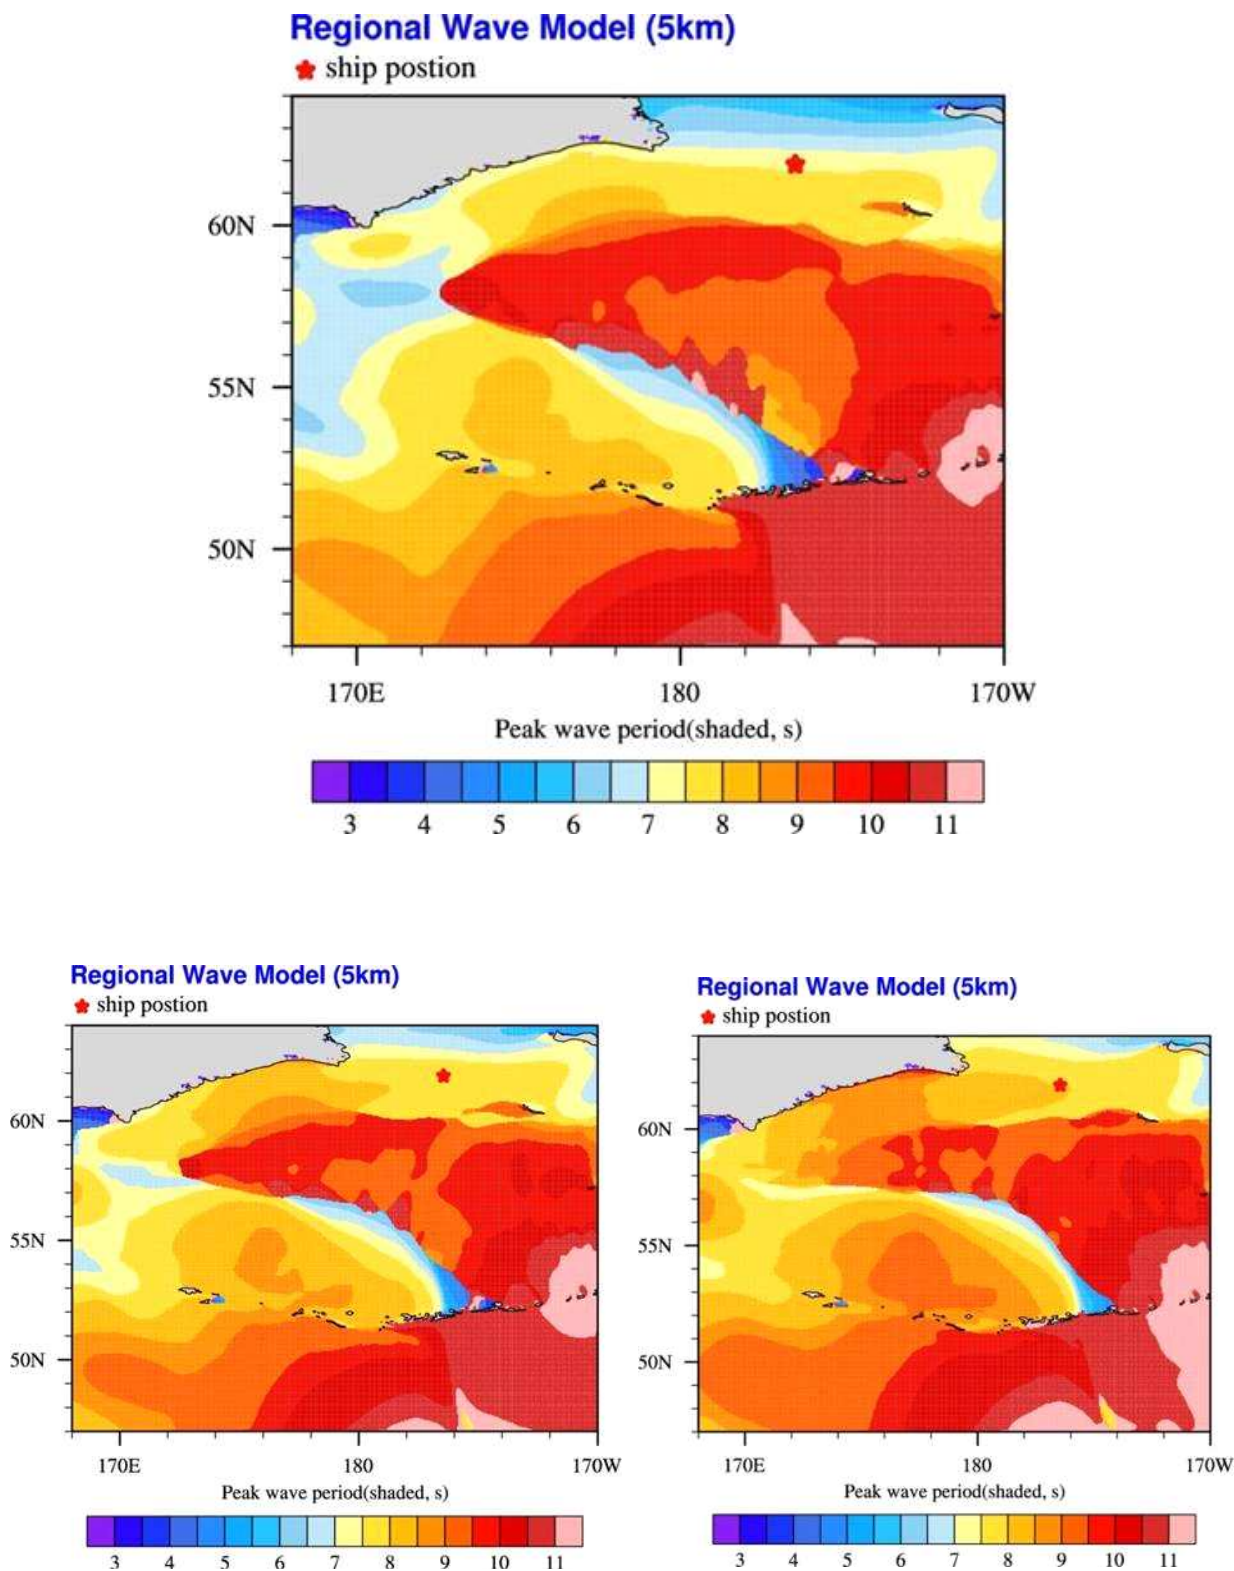 Regional Wave Model (5km)
ship postion
60N
55N
50N
170E 180 170W
Peak wave period(shaded, s)
3 4 5 6 7 8 9 10 11
Regional Wave Model (5km)
ship postion
60N
55N
50N
170E 180 170W
Peak wave period(shaded, s)
3 4 5 6 7 8 9 10 11
Regional Wave Model (5km)
ship postion
60N
55N
50N
170E 180 170W
Peak wave period(shaded, s)
3 4 5 6 7 8 9 10 11